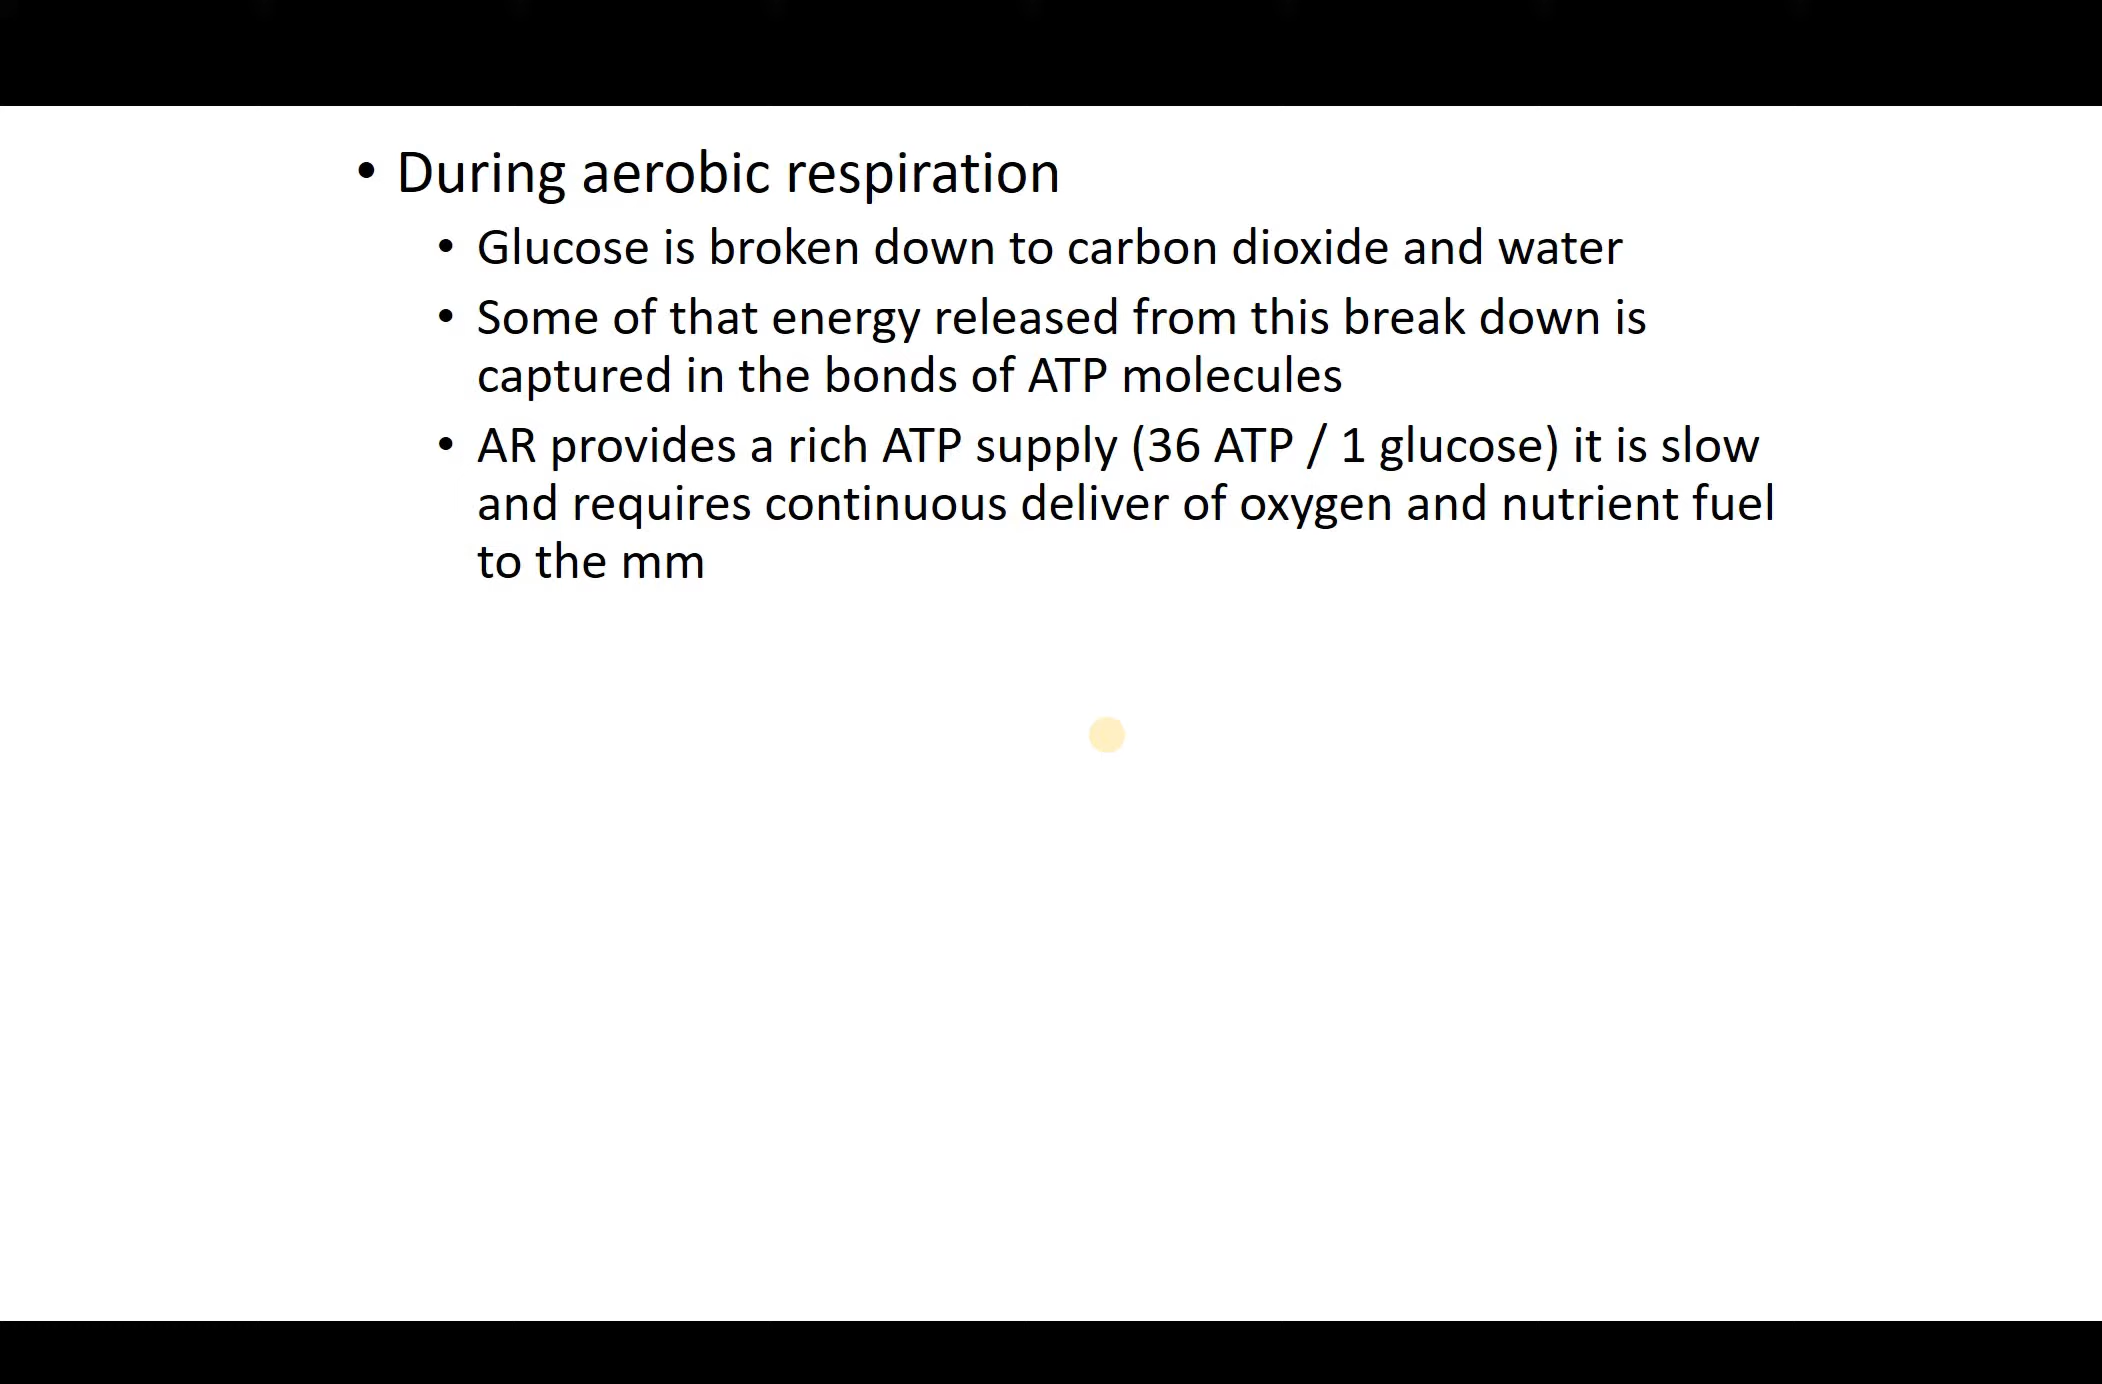 • During aerobic respiration
• Glucose is broken down to carbon dioxide and water
• Some of that energy released from this break down is
captured in the bonds of ATP molecules
• AR provides a rich ATP supply (36 ATP / 1 glucose) it is slow
and requires continuous deliver of oxygen and nutrient fuel
to the mm